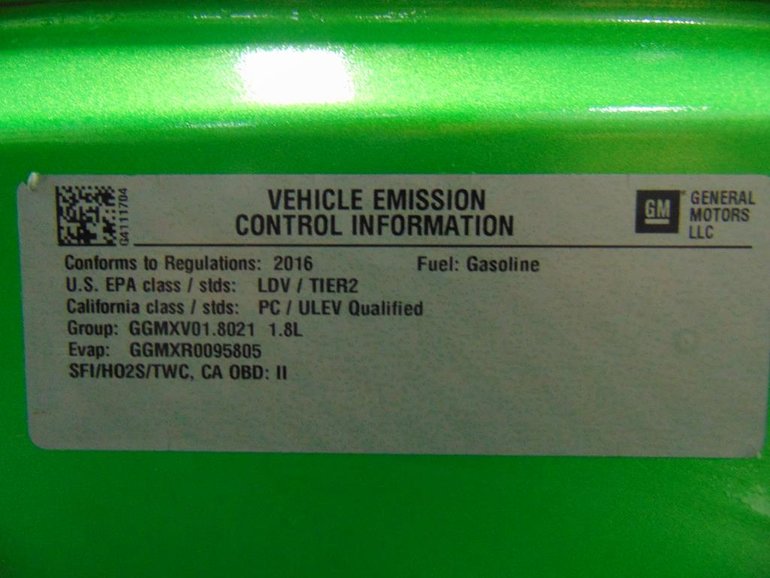 VEHICLE EMISSION
CONTROL INFORMATION
GM
GENERAL
MOTORS
LLC
G4111704
Conforms to Regulations: 2016 Fuel: Gasoline
U.S. EPA class / stds: LDV / TIER2
California class / stds: PC / ULEV Qualified
Group: GGMXV01.8021 1.8L
Evap: GGMXR0095805
SFI/HO2S/TWC, CA OBD: II